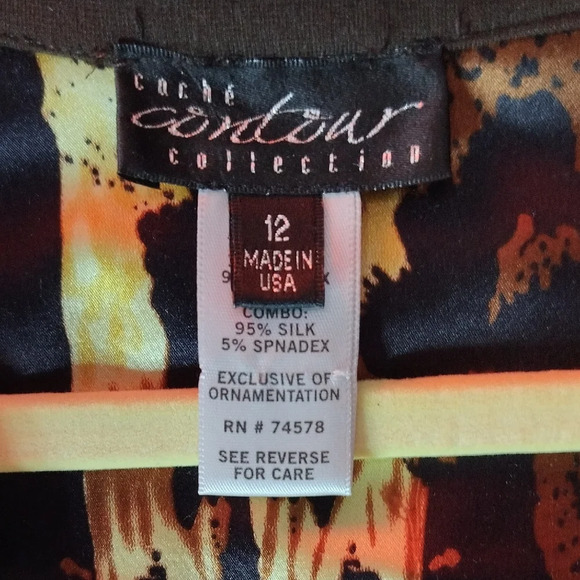 caché
contour
collection
12
MADE IN
USA
COMBO:
95% SILK
5% SPNADEX
EXCLUSIVE OF
ORNAMENTATION
RN # 74578
SEE REVERSE
FOR CARE